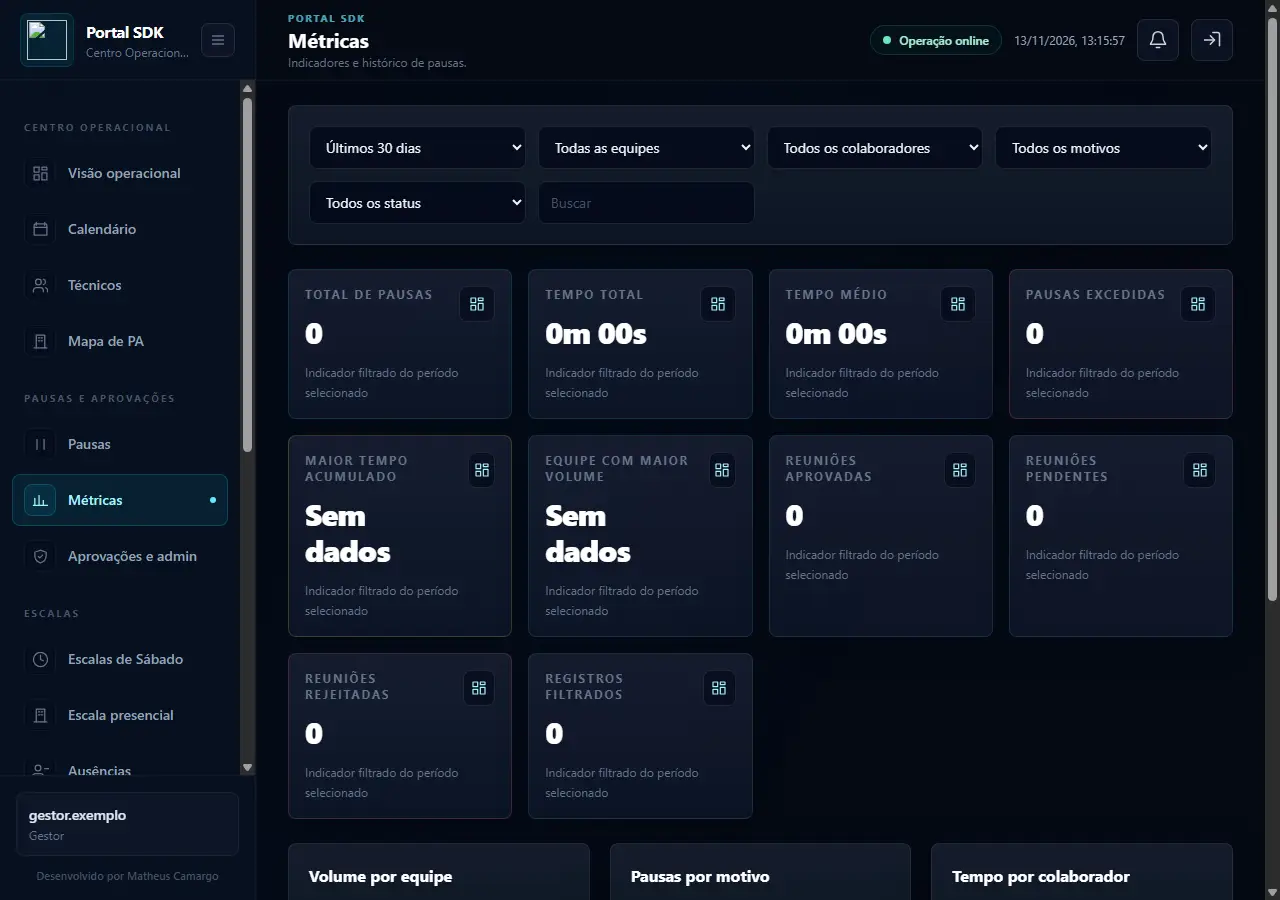 Portal SDK
Centro Operacion...
CENTRO OPERACIONAL
Visão operacional
Calendário
Técnicos
Mapa de PA
PAUSAS E APROVAÇÕES
Pausas
Métricas
Aprovações e admin
ESCALAS
Escalas de Sábado
Escala presencial
Ausências
gestor.exemplo
Gestor
Desenvolvido por Matheus Camargo
PORTAL SDK
Métricas
Indicadores e histórico de pausas.
Operação online
13/11/2026, 13:15:57
Últimos 30 dias
Todas as equipes
Todos os colaboradores
Todos os motivos
Todos os status
Buscar
TOTAL DE PAUSAS
0
Indicador filtrado do período
selecionado
TEMPO TOTAL
0m 00s
Indicador filtrado do período
selecionado
TEMPO MÉDIO
0m 00s
Indicador filtrado do período
selecionado
PAUSAS EXCEDIDAS
0
Indicador filtrado do período
selecionado
MAIOR TEMPO
ACUMULADO
Sem
dados
Indicador filtrado do período
selecionado
EQUIPE COM MAIOR
VOLUME
Sem
dados
Indicador filtrado do período
selecionado
REUNIÕES
APROVADAS
0
Indicador filtrado do período
selecionado
REUNIÕES
PENDENTES
0
Indicador filtrado do período
selecionado
REUNIÕES
REJEITADAS
0
Indicador filtrado do período
selecionado
REGISTROS
FILTRADOS
0
Indicador filtrado do período
selecionado
Volume por equipe
Pausas por motivo
Tempo por colaborador